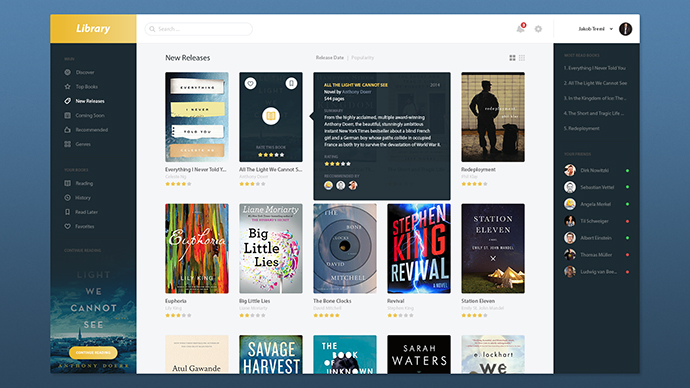 Library
Search ...
3
Jakob Treml
MENU
Discover
Top Books
New Releases
Coming Soon
Recommended
Genres
YOUR BOOKS
Reading
History
Read Later
Favorites
CONTINUE READING
LIGHT
WE
CANNOT
SEE
CONTINUE READING
ANTHONY DOERR
New Releases
Release Date | Popularity
EVERYTHING
I NEVER
TOLD YOU
CELESTE NG
Everything I Never Told Y...
Celeste Ng
RATE THIS BOOK
All The Light We Cannot S...
Anthony Doerr
ALL THE LIGHT WE CANNOT SEE 2014
Novel by Anthony Doerr
544 pages
SUMMARY
From the highly acclaimed, multiple award-winning
Anthony Doerr, the beautiful, stunningly ambitious
instant New York Times bestseller about a blind French
girl and a German boy whose paths collide in occupied
France as both try to survive the devastation of World War II.
RATING
RECOMMENDED BY
redeployment
phil klay
Redeployment
Phil Klay
Euphoria
LILY KING
Euphoria
Lily King
Liane Moriarty
Big
Little
Lies
Big Little Lies
Liane Moriarty
THE
BONE
CLOCKS
DAVID
MITCHELL
The Bone Clocks
David Mitchell
STEPHEN
KING
REVIVAL
A NOVEL
Revival
Stephen King
STATION
ELEVEN
EMILY ST. JOHN MANDEL
Station Eleven
Emily St. John Mandel
Atul Gawande
SAVAGE
HARVEST
THE
BOOK OF
UNKNOWN
SARAH
WATERS
e. lockhart
we
MOST RECOMMENDED
1. Everything I Never Told You
2. All The Light We Cannot See
3. In the Kingdom of Ice The ...
4. The Short and Tragic Life ...
5. Redeployment
Dirk Nowitzki
Sebastian Vettel
Angela Merkel
Til Schweiger
Albert Einstein
Thomas Müller
Ludwig van Bee...